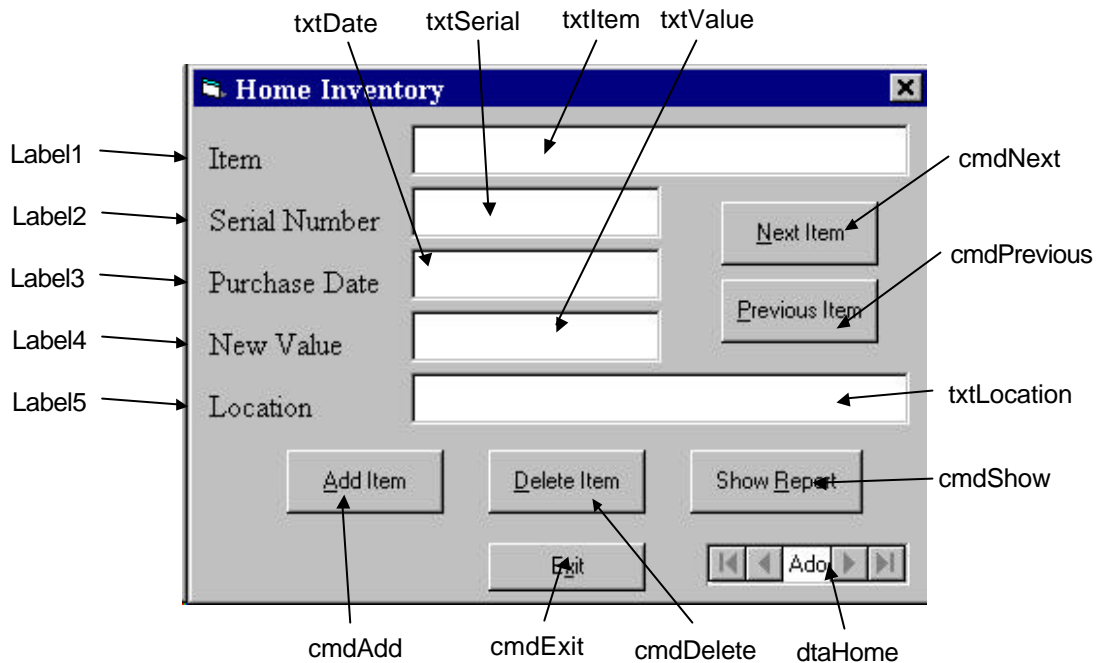 txtDate txtSerial txtItem txtValue
Home Inventory
Label1 Item cmdNext
Label2 Serial Number Next Item
Label3 Purchase Date cmdPrevious
Previous Item
Label4 New Value
Label5 Location txtLocation
Add Item Delete Item Show Report cmdShow
Exit Ado
cmdAdd cmdExit cmdDelete dtaHome